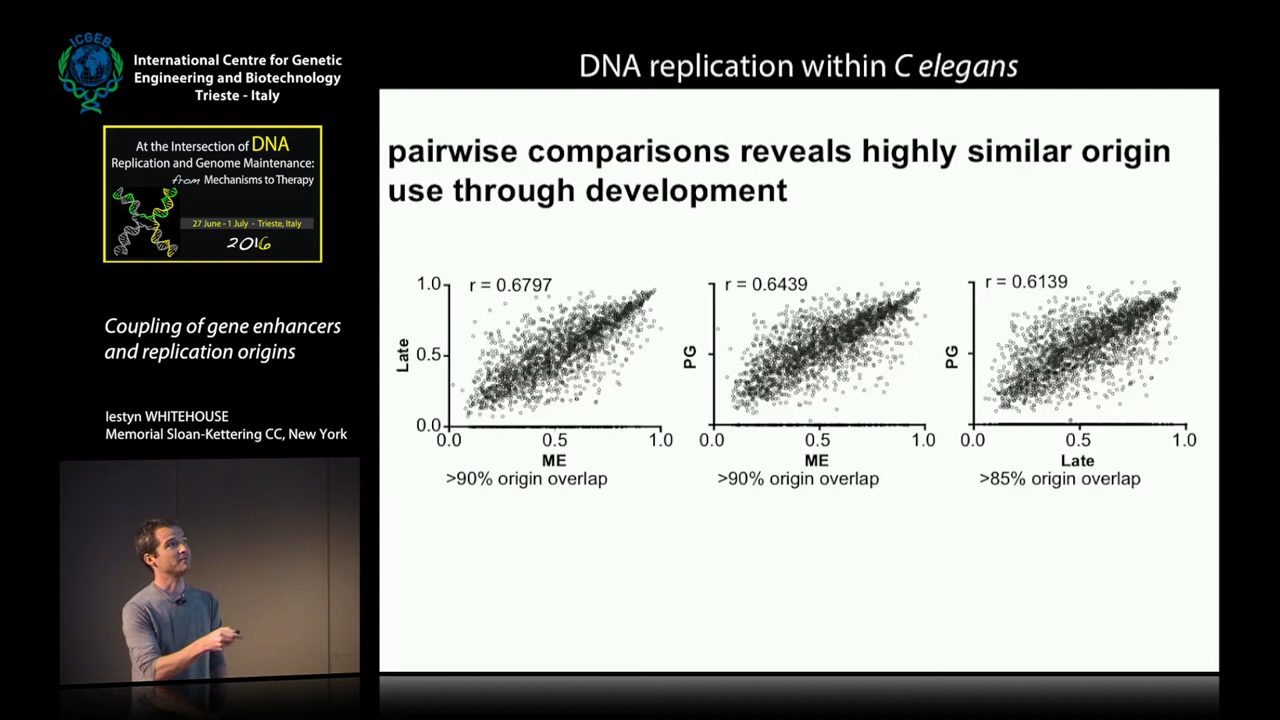 ICGEB
International Centre for Genetic
Engineering and Biotechnology
Trieste - Italy
At the Intersection of DNA
Replication and Genome Maintenance:
from Mechanisms to Therapy
27 June - 1 July - Trieste, Italy
2016
Coupling of gene enhancers
and replication origins
Iestyn WHITEHOUSE
Memorial Sloan-Kettering CC, New York
DNA replication within C elegans
pairwise comparisons reveals highly similar origin
use through development
r = 0.6797
1.0
0.5
0.0
Late
0.0 0.5 1.0
ME
>90% origin overlap
r = 0.6439
PG
0.0 0.5 1.0
ME
>90% origin overlap
r = 0.6139
PG
0.0 0.5 1.0
Late
>85% origin overlap